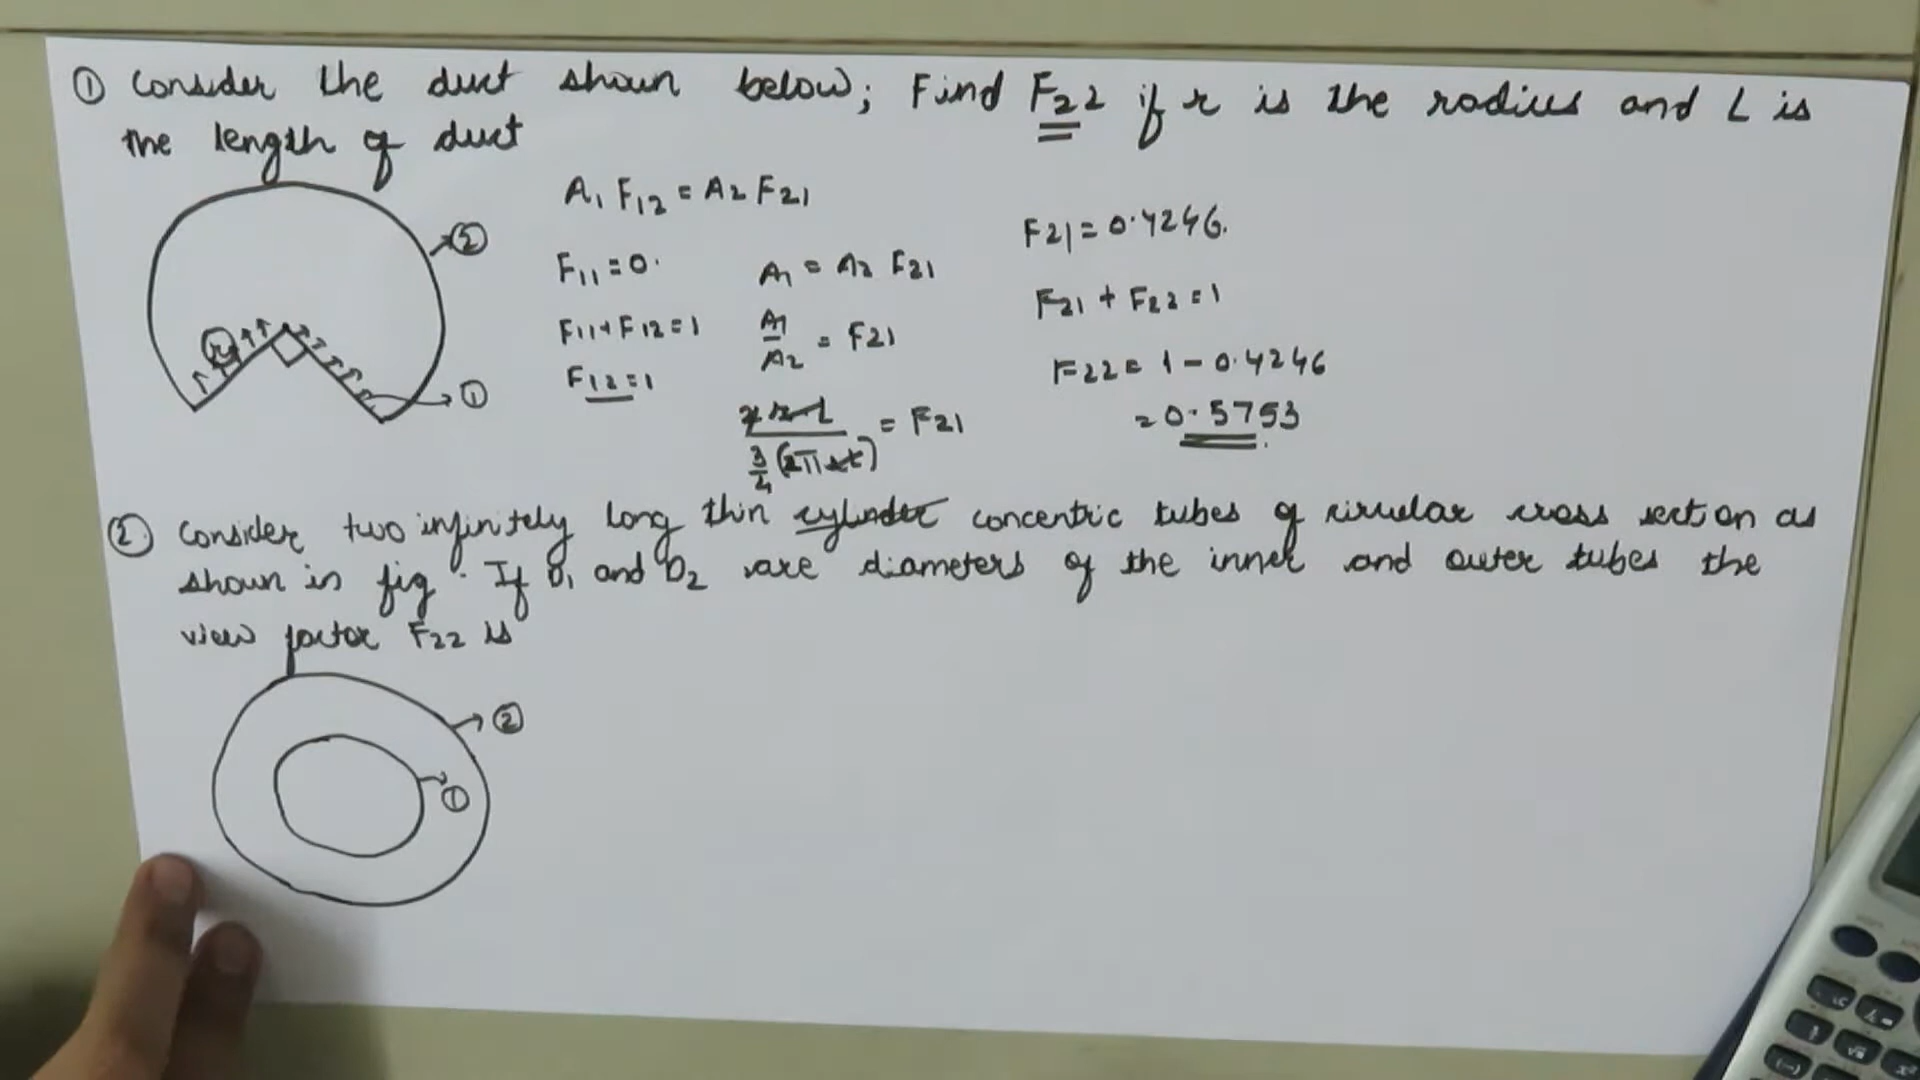 ① Consider the duct shown below; Find F22 if r is the radius and L is
the length of duct
A1 F12 = A2 F21
②
F21 = 0.4246.
F11 = 0.
A1 = A2 F21
F21 + F22 = 1
F11 + F12 = 1
A1/A2 = F21
r
F22 = 1 - 0.4246
F12 = 1
①
2rL / 3/4 (2πrL) = F21
= 0.5753
② Consider two infinitely long thin cylinder concentric tubes of circular cross section as
shown in fig. If D1 and D2 are diameters of the inner and outer tubes the
view factor F22 is
②
①